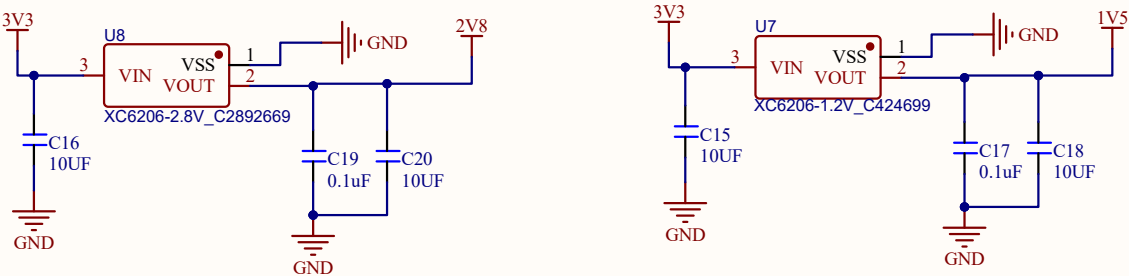 3V3
U8
2V8
1
GND
3
VIN
VSS
VOUT
2
XC6206-2.8V_C2892669
C16
10UF
C19
0.1uF
C20
10UF
GND
GND
3V3
U7
1V5
1
GND
3
VIN
VSS
VOUT
2
XC6206-1.2V_C424699
C15
10UF
C17
0.1uF
C18
10UF
GND
GND